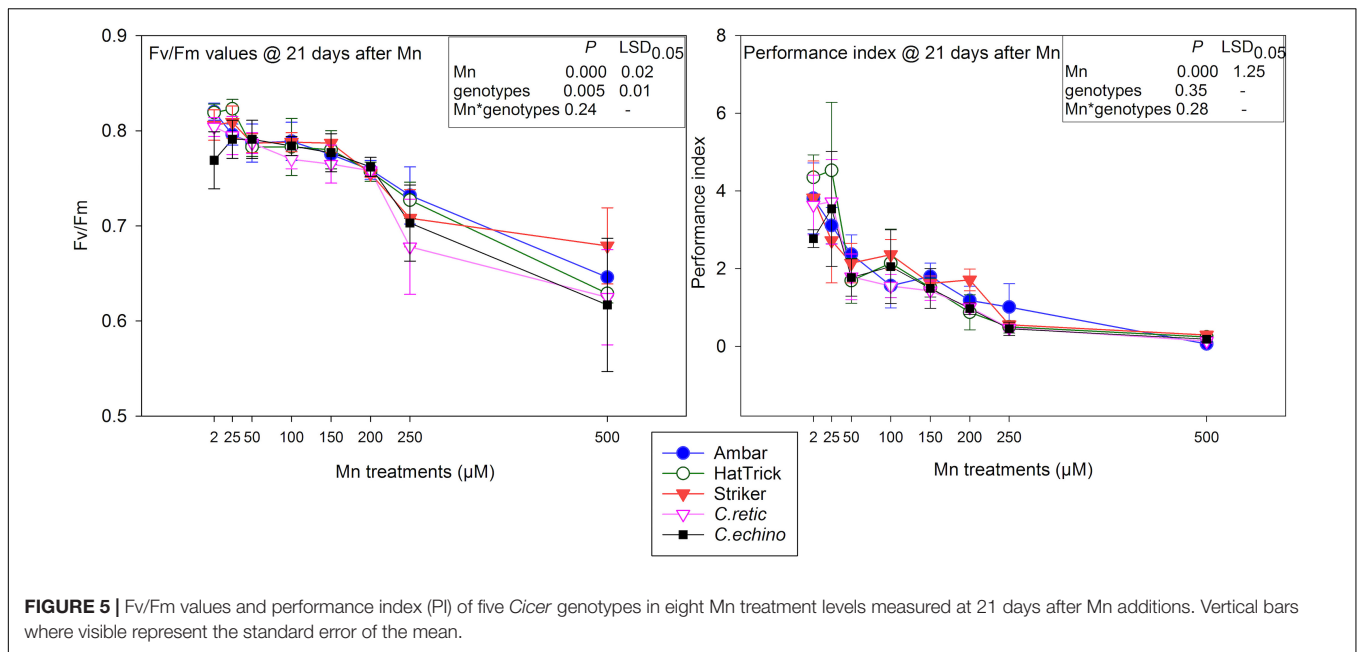 Fv/Fm values @ 21 days after Mn
P LSD0.05
Mn 0.000 0.02
genotypes 0.005 0.01
Mn*genotypes 0.24 -
0.9
0.8
0.7
0.6
0.5
Fv/Fm
2 25 50 100 150 200 250 500
Mn treatments (µM)
Performance index @ 21 days after Mn
P LSD0.05
Mn 0.000 1.25
genotypes 0.35 -
Mn*genotypes 0.28 -
8
6
4
2
0
Performance index
2 25 50 100 150 200 250 500
Mn treatments (µM)
Ambar
HatTrick
Striker
C.retic
C.echino
FIGURE 5 | Fv/Fm values and performance index (PI) of five Cicer genotypes in eight Mn treatment levels measured at 21 days after Mn additions. Vertical bars
where visible represent the standard error of the mean.